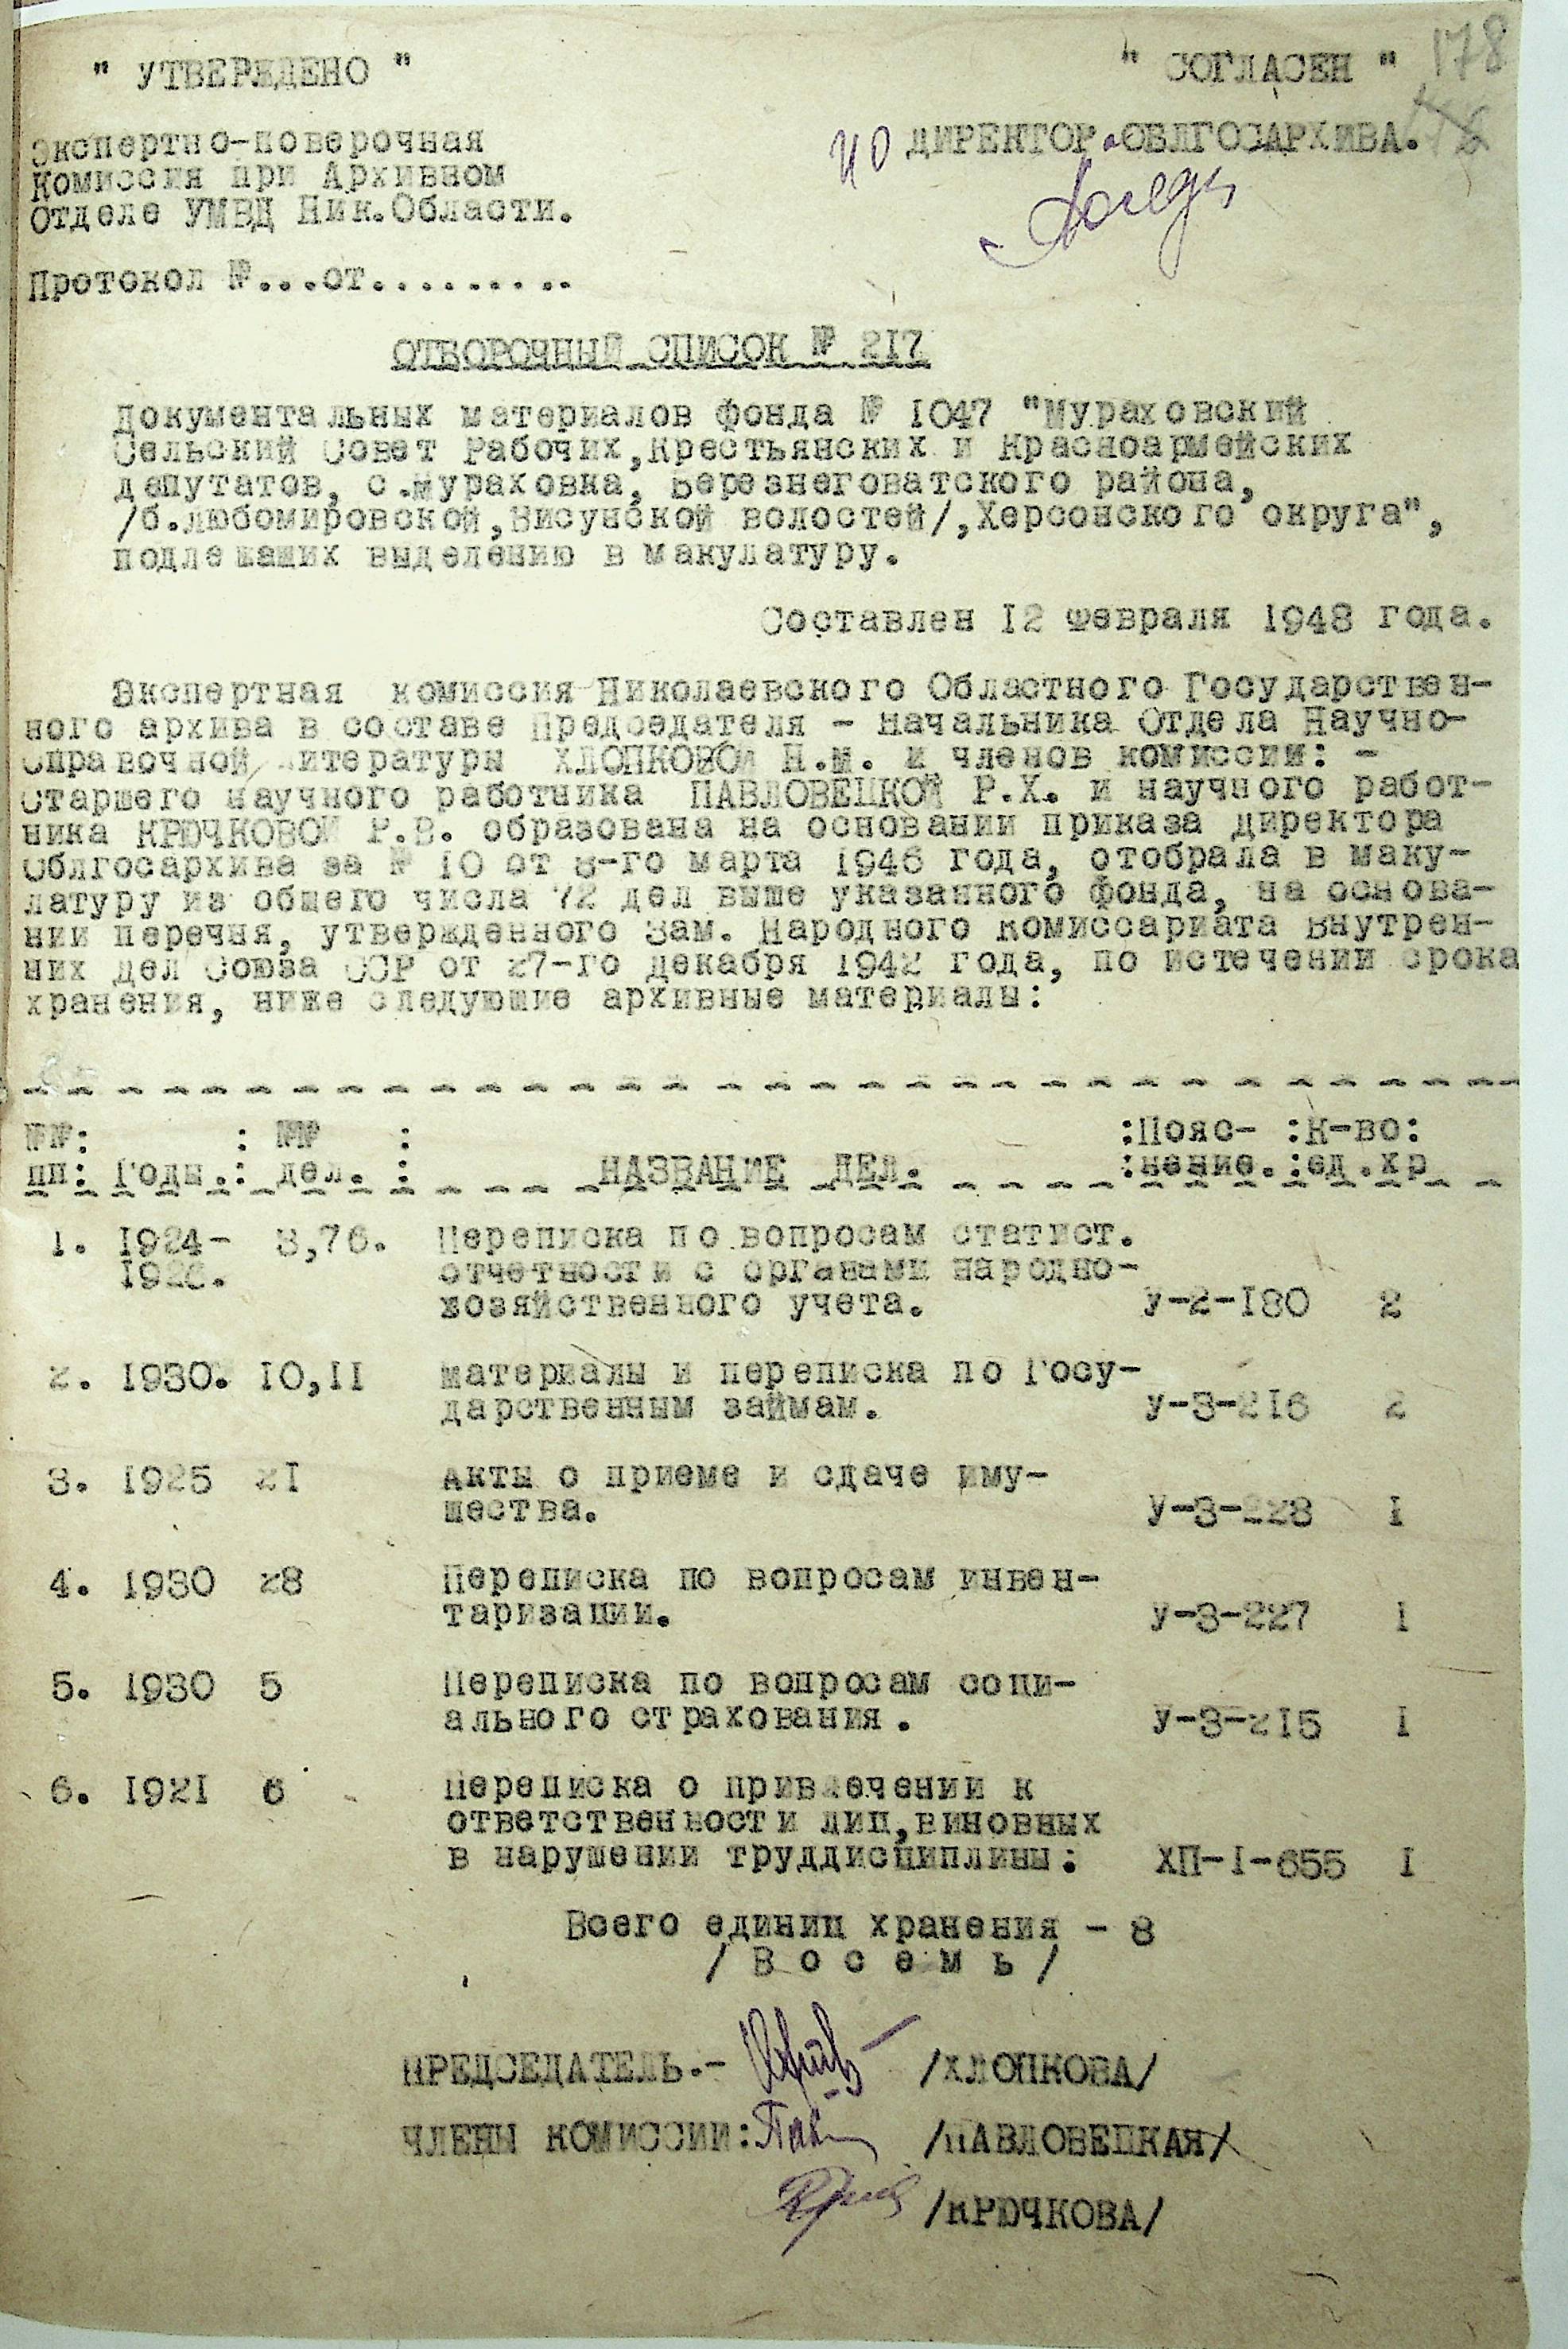 " УТВЕРЖДЕНО "
" СОГЛАСЕН " 178
Экспертно-поверочная
Комиссия при Архивном
Отделе УМВД Ник.Области.
ИО ДИРЕКТОР ОБЛГОСАРХИВА.
Протокол №...от.........
ОТБОРОЧНЫЙ СПИСОК № 217
Документальных материалов фонда № 1047 "Мураховский
Сельский Совет Рабочих,Крестьянских и Красноармейских
депутатов, с.Мураховка, Березнеговатского района,
/б.Любомировской,Висунской волостей/,Херсонского округа",
подлежащих выделению в макулатуру.
Составлен 12 февраля 1948 года.
Экспертная комиссия Николаевского Областного Государствен-
ного архива в составе Председателя - Начальника Отдела Научно-
Справочной Литературы ХЛОПКОВОЙ Н.М. и членов комиссии: -
Старшего научного работника ПАВЛОВЕЦКОЙ Р.Х. и научного работ-
ника КРЮЧКОВОЙ Р.В. образована на основании приказа директора
Облгосархива за № 10 от 8-го марта 1946 года, отобрала в маку-
латуру из общего числа 72 дел выше указанного фонда, на основа-
нии перечня, утвержденного Зам. Народного Комиссариата Внутрен-
них дел Союза ССР от 27-го декабря 1942 года, по истечении срока
хранения, ниже следующие архивные материалы:
№№: : №№ : :Пояс- :К-во:
пп: Годы.: дел. : НАЗВАНИЕ ДЕЛ. :нение. :ед.хр
1. 1924- 3,76. Переписка по вопросам статист.
1926. отчетности с органами народно-
хозяйственного учета. У-2-180 2
2. 1930. 10,11 Материалы и переписка по Госу-
дарственным займам. У-3-216 2
3. 1925 21 Акты о приеме и сдаче иму-
щества. У-3-228 1
4. 1930 28 Переписка по вопросам инвен-
таризации. У-3-227 1
5. 1930 5 Переписка по вопросам соци-
ального страхования. У-3-215 1
6. 1921 6 Переписка о привлечении к
ответственности лиц,виновных
в нарушении труддисциплины: ХП-1-655 1
Всего единиц хранения - 8
/ В о с е м ь /
ПРЕДСЕДАТЕЛЬ.- /ХЛОПКОВА/
ЧЛЕНЫ КОМИССИИ: /ПАВЛОВЕЦКАЯ/
/КРЮЧКОВА/